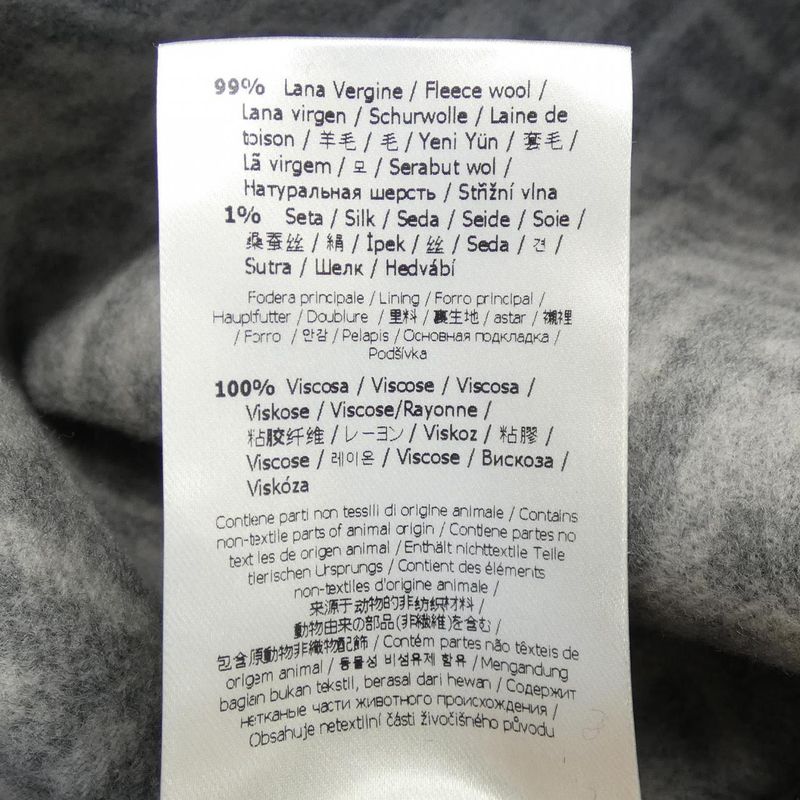 99% Lana Vergine / Fleece wool /
Lana virgen / Schurwolle / Laine de
toison / 羊毛 / 毛 / Yeni Yün / 套毛 /
Lã virgem / 모 / Serabut wol /
Натуральная шерсть / Střižní vlna
1% Seta / Silk / Seda / Seide / Soie /
桑蚕丝 / 絹 / İpek / 丝 / Seda / 견 /
Sutra / Шелк / Hedvábí
Fodera principale / Lining / Forro principal /
Hauptfutter / Doublure / 里料 / 裏生地 / astar / 襯裡
/ Forro / 안감 / Pelapis / Основная подкладка /
Podšívka
100% Viscosa / Viscose / Viscosa /
Viskose / Viscose/Rayonne /
粘胶纤维 / レーヨン / Viskoz / 粘膠 /
Viscose / 레이온 / Viscose / Вискоза /
Viskóza
Contiene parti non tessili di origine animale / Contains
non-textile parts of animal origin / Contiene partes no
textiles de origen animal / Enthält nichttextile Teile
tierischen Ursprungs / Contient des éléments
non-textiles d'origine animale /
来源于动物的非纺织材料 /
動物由来の部品(非繊維)を含む /
包含原動物非織物配飾 / Contém partes não têxteis de
origem animal / 동물성 비섬유제 함유 / Mengandung
bagian bukan tekstil, berasal dari hewan / Содержит
нетканые части животного происхождения /
Obsahuje netextilní části živočišného původu
3